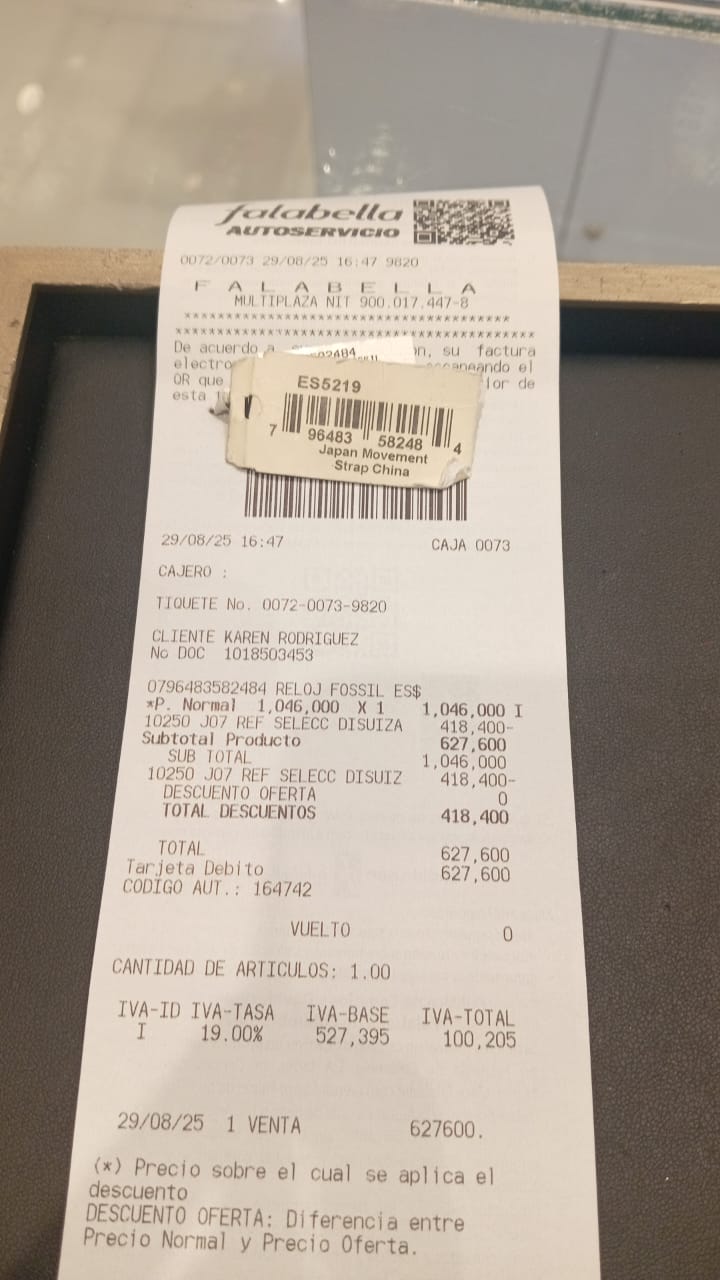 falabella
AUTOSERVICIO
0072/0073 29/08/25 16:47 9820
F A L A B E L L A
MULTIPLAZA NIT 900.017.447-8
****************************************
********************************************
De acuerdo a
02484
n, su factura
electro
aneando el
QR que
ior de
esta
ES5219
7 96483 58248 4
Japan Movement
Strap China
29/08/25 16:47 CAJA 0073
CAJERO :
TIQUETE No. 0072-0073-9820
CLIENTE KAREN RODRIGUEZ
No DOC 1018503453
0796483582484 RELOJ FOSSIL ES$
*P. Normal 1,046,000 X 1 1,046,000 I
10250 J07 REF SELECC DISUIZA 418,400-
Subtotal Producto 627,600
SUB TOTAL 1,046,000
10250 J07 REF SELECC DISUIZ 418,400-
DESCUENTO OFERTA 0
TOTAL DESCUENTOS 418,400
TOTAL 627,600
Tarjeta Debito 627,600
CODIGO AUT.: 164742
VUELTO 0
CANTIDAD DE ARTICULOS: 1.00
IVA-ID IVA-TASA IVA-BASE IVA-TOTAL
I 19.00% 527,395 100,205
29/08/25 1 VENTA 627600.
(*) Precio sobre el cual se aplica el
descuento
DESCUENTO OFERTA: Diferencia entre
Precio Normal y Precio Oferta.